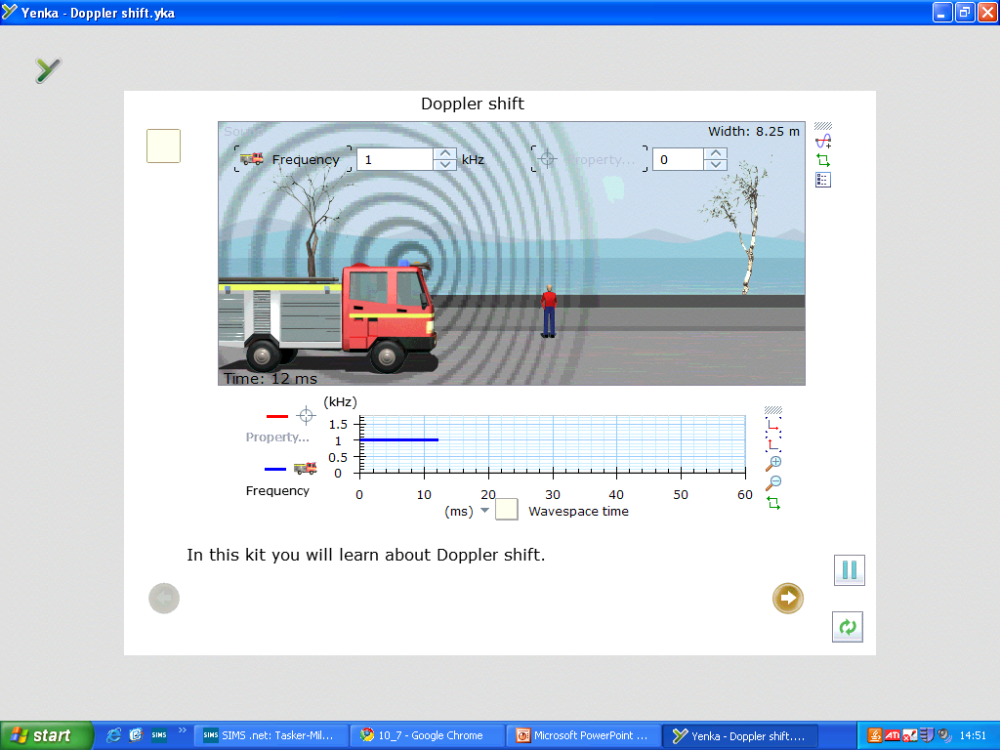 Yenka - Doppler shift.yka
Doppler shift
Width: 8.25 m
Frequency
1
kHz
Property...
0
Time: 12 ms
(kHz)
1.5
1
0.5
0
Property...
Frequency
0 10 20 30 40 50 60
(ms) Wavespace time
In this kit you will learn about Doppler shift.
start
SIMS
SIMS
SIMS .net: Tasker-Mil...
10_7 - Google Chrome
Microsoft PowerPoint ...
Yenka - Doppler shift....
ATI
14:51